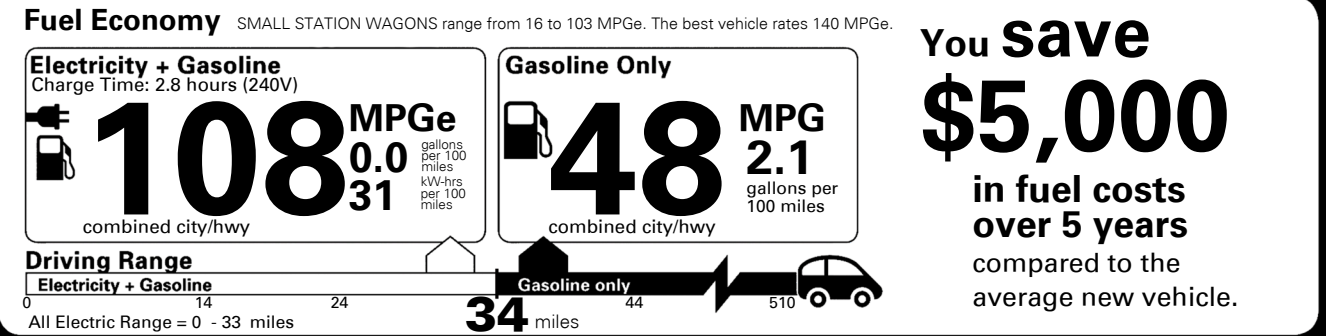 Fuel Economy SMALL STATION WAGONS range from 16 to 103 MPGe. The best vehicle rates 140 MPGe.
Electricity + Gasoline
Charge Time: 2.8 hours (240V)
108
MPGe
0.0 gallons per 100 miles
31 kW-hrs per 100 miles
combined city/hwy
Gasoline Only
48
MPG
2.1
gallons per
100 miles
combined city/hwy
You save
$5,000
in fuel costs
over 5 years
compared to the
average new vehicle.
Driving Range
Electricity + Gasoline Gasoline only
0 14 24 34 miles 44 510
All Electric Range = 0 - 33 miles